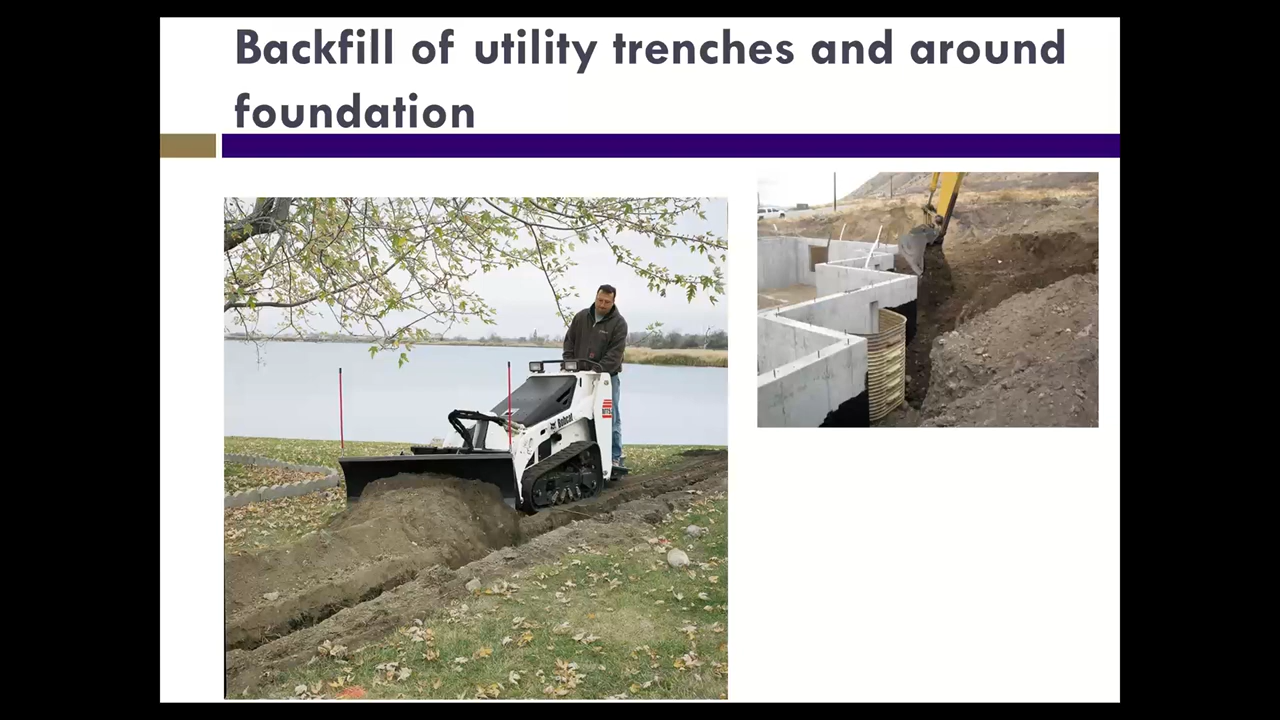 Backfill of utility trenches and around
foundation
Bobcat